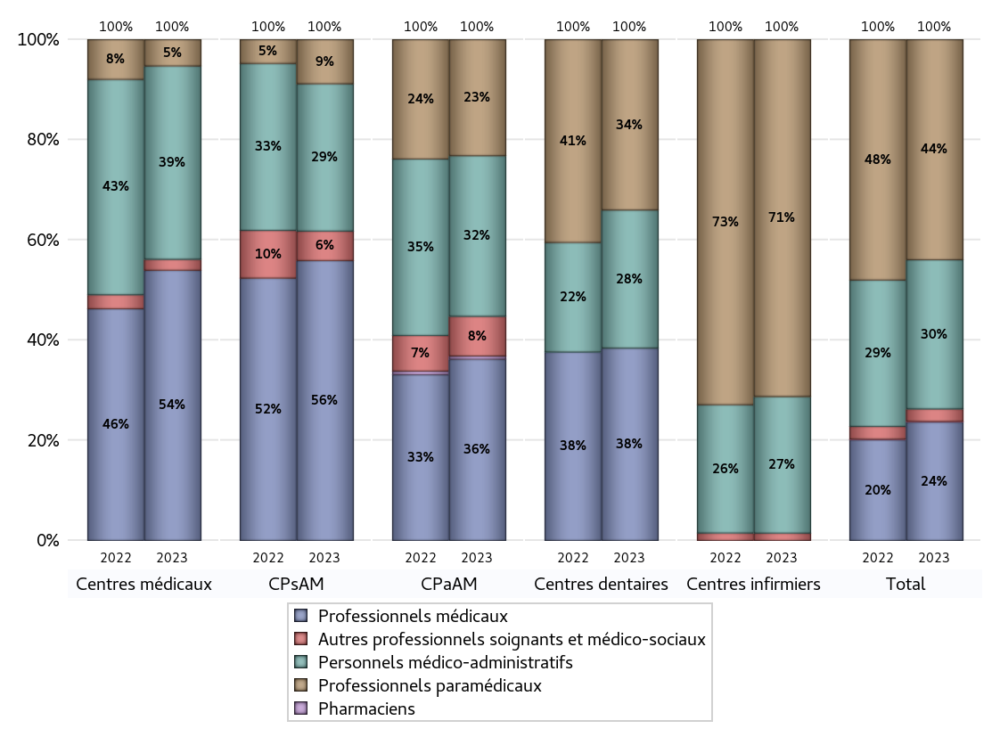 100% 100% 100% 100% 100% 100% 100% 100% 100% 100% 100% 100%
100%
8% 5% 5% 9% 24% 23% 41% 34% 73% 71% 48% 44%
80%
43% 39% 33% 29% 35% 32% 22% 28% 26% 27% 29% 30%
60%
10% 6% 7% 8%
40%
46% 54% 52% 56% 33% 36% 38% 38% 20% 24%
20%
0%
2022 2023 2022 2023 2022 2023 2022 2023 2022 2023 2022 2023
Centres médicaux CPsAM CPaAM Centres dentaires Centres infirmiers Total
Professionnels médicaux
Autres professionnels soignants et médico-sociaux
Personnels médico-administratifs
Professionnels paramédicaux
Pharmaciens